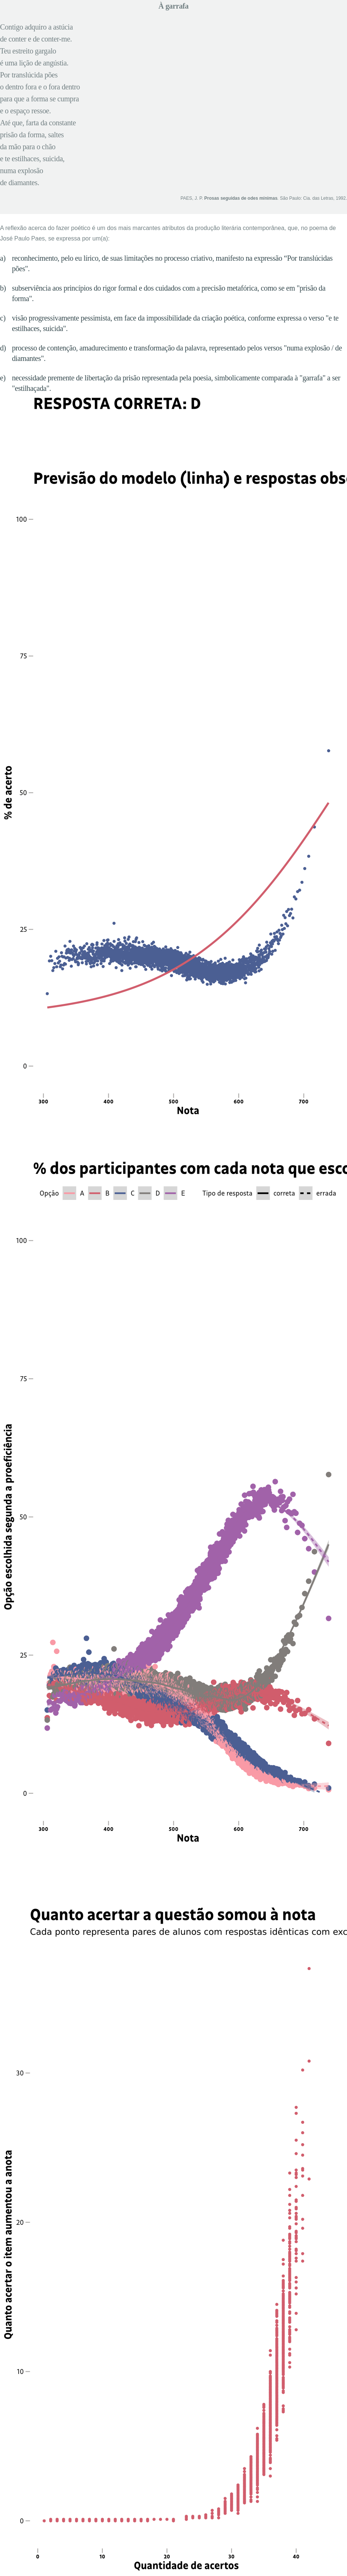 À garrafa
Contigo adquiro a astúcia
de conter e de conter-me.
Teu estreito gargalo
é uma lição de angústia.
Por translúcida pões
o dentro fora e o fora dentro
para que a forma se cumpra
e o espaço ressoe.
Até que, farta da constante
prisão da forma, saltes
da mão para o chão
e te estilhaces, suicida,
numa explosão
de diamantes.
PAES, J. P. Prosas seguidas de odes mínimas. São Paulo: Cia. das Letras, 1992.
A reflexão acerca do fazer poético é um dos mais marcantes atributos da produção literária contemporânea, que, no poema de
José Paulo Paes, se expressa por um(a):
a) reconhecimento, pelo eu lírico, de suas limitações no processo criativo, manifesto na expressão “Por translúcidas
pões”.
b) subserviência aos princípios do rigor formal e dos cuidados com a precisão metafórica, como se em "prisão da
forma".
c) visão progressivamente pessimista, em face da impossibilidade da criação poética, conforme expressa o verso "e te
estilhaces, suicida".
d) processo de contenção, amadurecimento e transformação da palavra, representado pelos versos "numa explosão / de
diamantes".
e) necessidade premente de libertação da prisão representada pela poesia, simbolicamente comparada à "garrafa" a ser
"estilhaçada".
RESPOSTA CORRETA: D
Previsão do modelo (linha) e respostas obs
100
75
50
25
0
% de acerto
300 400 500 600 700
Nota
% dos participantes com cada nota que esco
Opção A B C D E Tipo de resposta correta errada
100
75
50
25
0
Opção escolhida segunda a proeficiência
300 400 500 600 700
Nota
Quanto acertar a questão somou à nota
Cada ponto representa pares de alunos com respostas idênticas com exc
30
20
10
0
Quanto acertar o item aumentou a anota
0 10 20 30 40
Quantidade de acertos